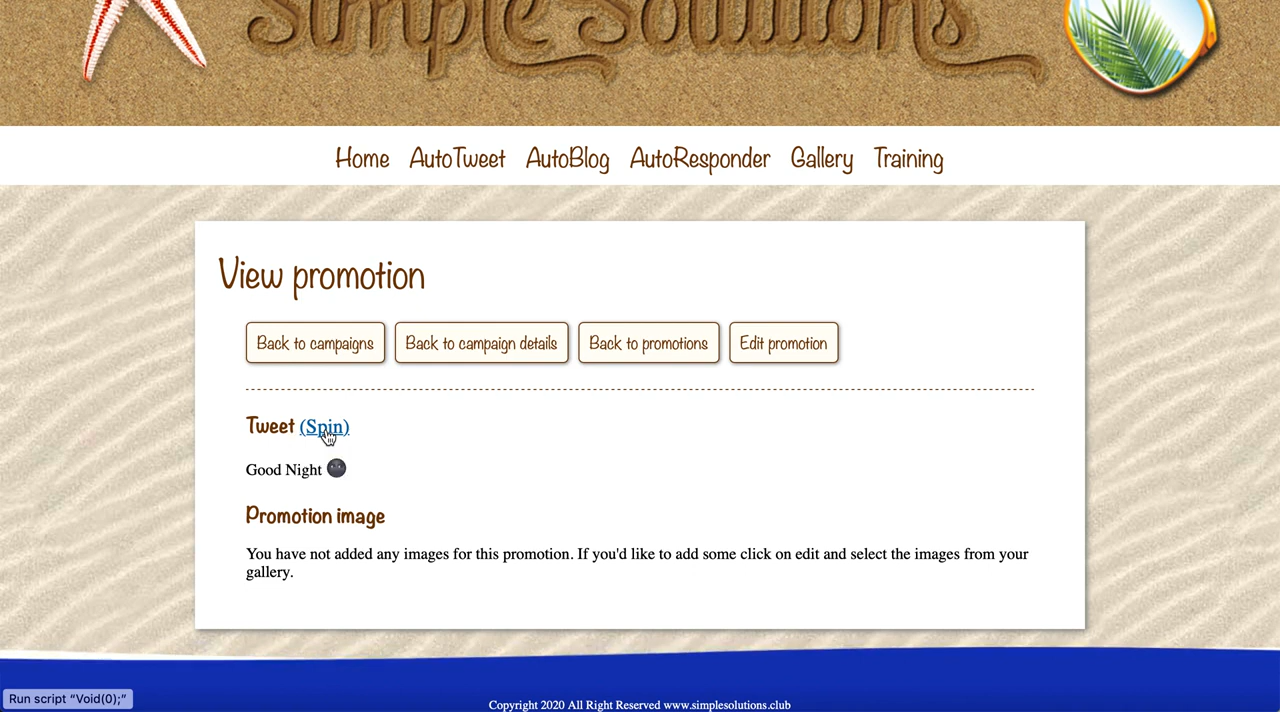 Simple Solutions
Home AutoTweet AutoBlog AutoResponder Gallery Training
View promotion
Back to campaigns Back to campaign details Back to promotions Edit promotion
Tweet (Spin)
Good Night 🌚
Promotion image
You have not added any images for this promotion. If you'd like to add some click on edit and select the images from your
gallery.
Run script “Void(0);”
Copyright 2020 All Right Reserved www.simplesolutions.club